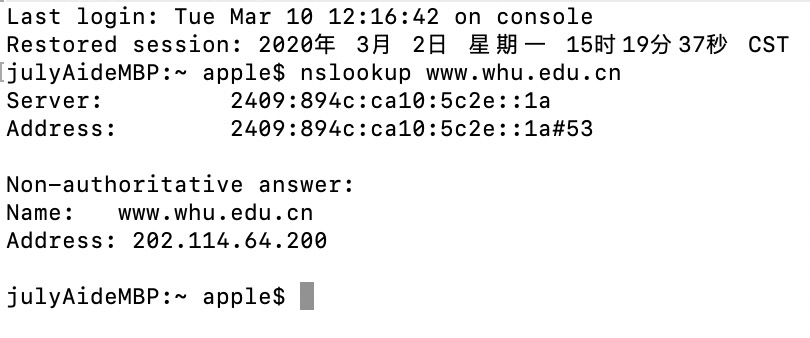 Last login: Tue Mar 10 12:16:42 on console
Restored session: 2020年 3月 2日 星期一 15时19分37秒 CST
[julyAideMBP:~ apple$ nslookup www.whu.edu.cn
Server:		2409:894c:ca10:5c2e::1a
Address:	2409:894c:ca10:5c2e::1a#53

Non-authoritative answer:
Name:	www.whu.edu.cn
Address: 202.114.64.200

julyAideMBP:~ apple$